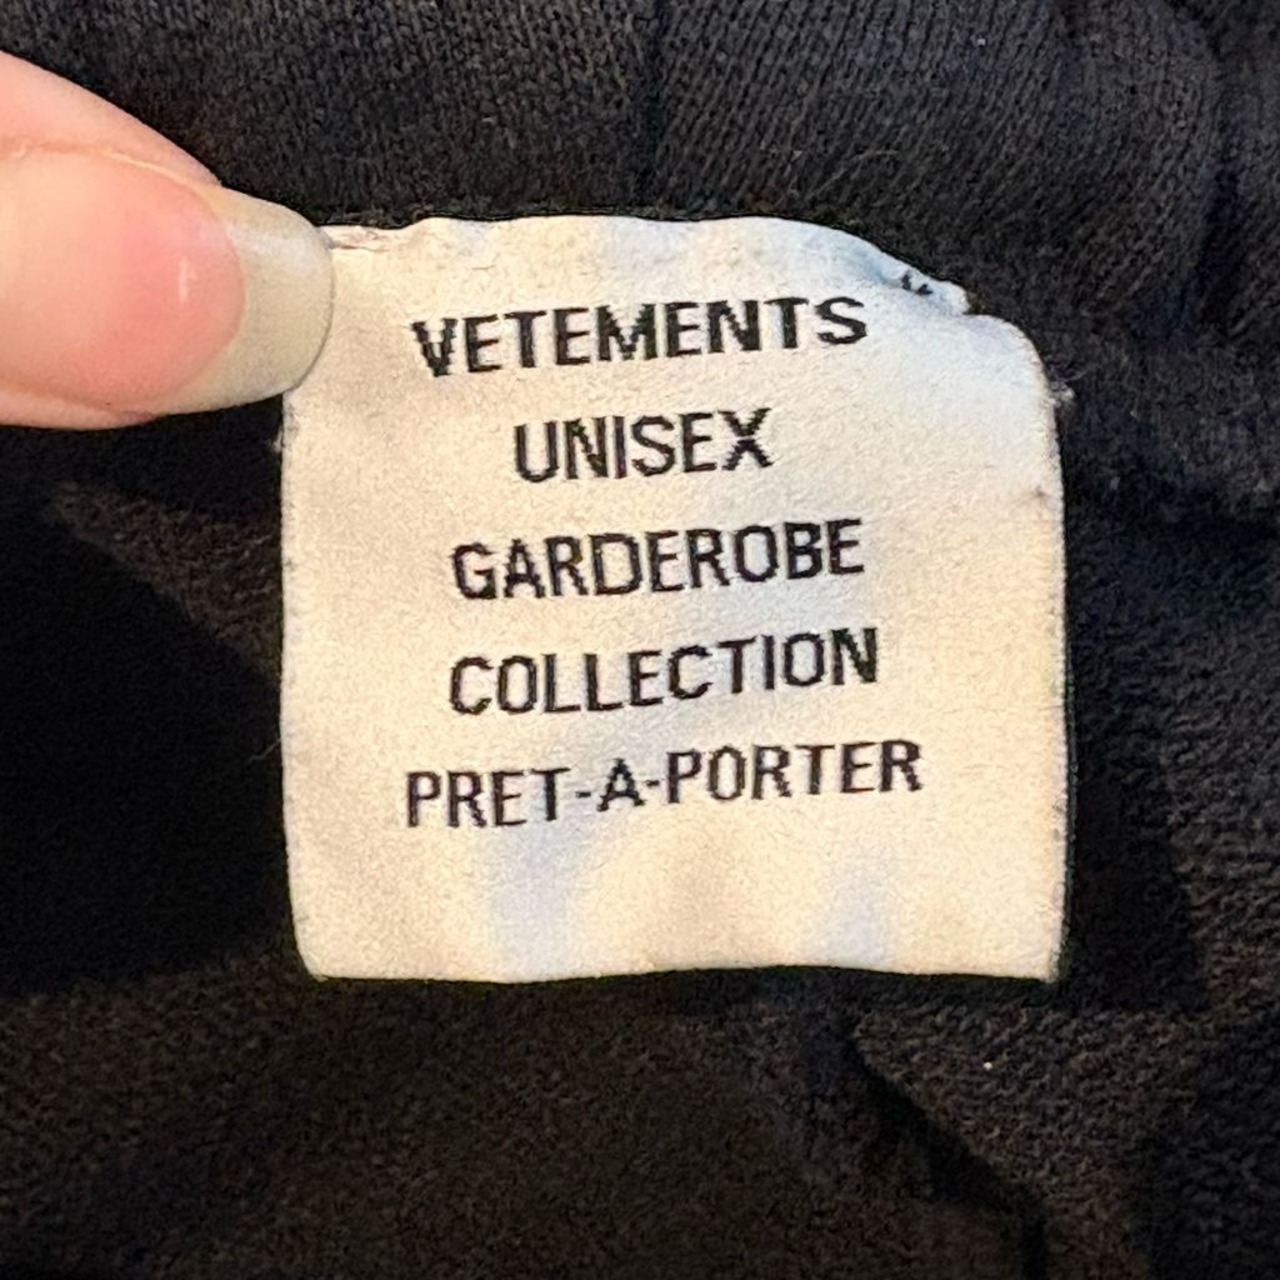 VETEMENTS
UNISEX
GARDEROBE
COLLECTION
PRET-A-PORTER